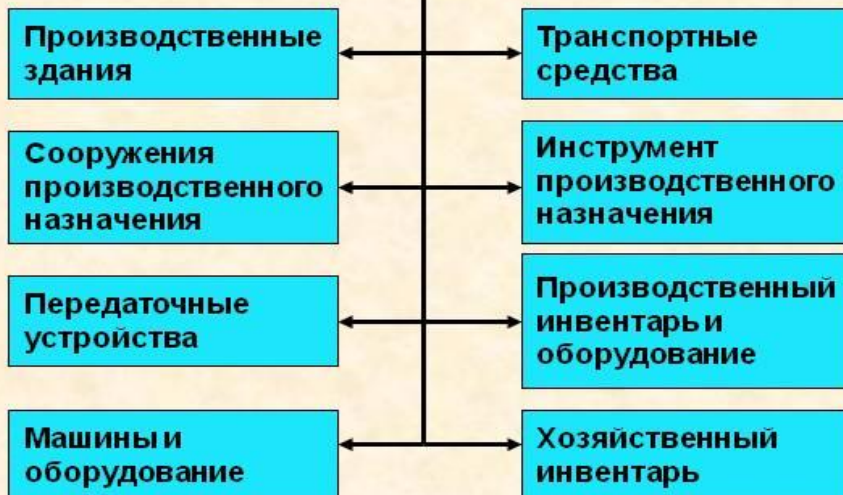 Производственные
здания
Транспортные
средства
Сооружения
производственного
назначения
Инструмент
производственного
назначения
Передаточные
устройства
Производственный
инвентарь и
оборудование
Машины и
оборудование
Хозяйственный
инвентарь